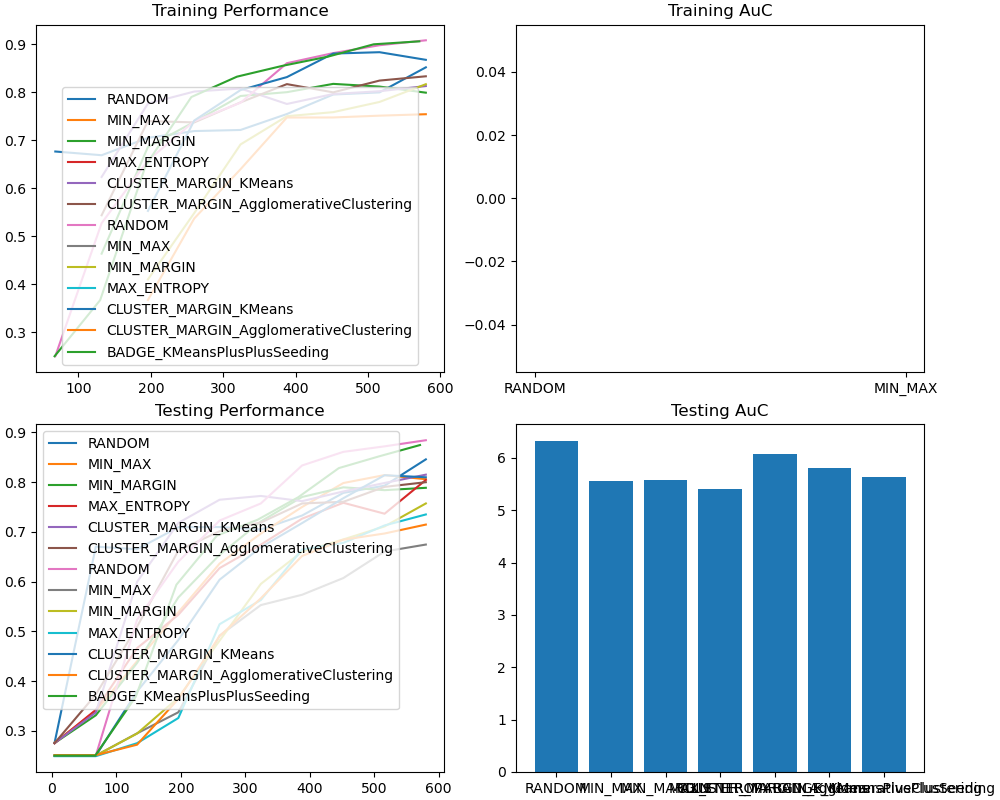 Training Performance
0.9
0.8
0.7
0.6
0.5
0.4
0.3
RANDOM
MIN_MAX
MIN_MARGIN
MAX_ENTROPY
CLUSTER_MARGIN_KMeans
CLUSTER_MARGIN_AgglomerativeClustering
RANDOM
MIN_MAX
MIN_MARGIN
MAX_ENTROPY
CLUSTER_MARGIN_KMeans
CLUSTER_MARGIN_AgglomerativeClustering
BADGE_KMeansPlusPlusSeeding
100 200 300 400 500 600
Training AuC
0.04
0.02
0.00
−0.02
−0.04
RANDOM MIN_MAX
Testing Performance
0.9
0.8
0.7
0.6
0.5
0.4
0.3
RANDOM
MIN_MAX
MIN_MARGIN
MAX_ENTROPY
CLUSTER_MARGIN_KMeans
CLUSTER_MARGIN_AgglomerativeClustering
RANDOM
MIN_MAX
MIN_MARGIN
MAX_ENTROPY
CLUSTER_MARGIN_KMeans
CLUSTER_MARGIN_AgglomerativeClustering
BADGE_KMeansPlusPlusSeeding
0 100 200 300 400 500 600
Testing AuC
6
5
4
3
2
1
0
RANDOM MIN_MAX